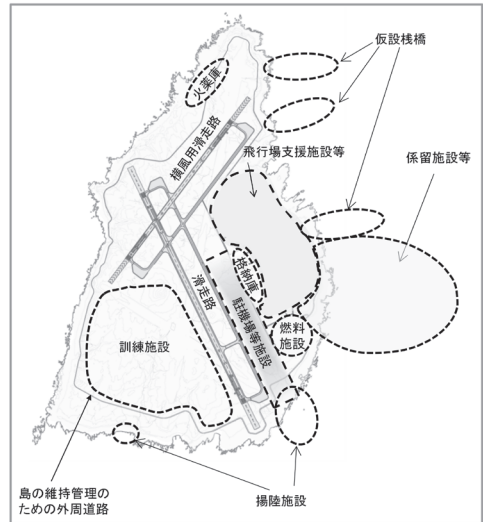 仮設桟橋
火薬庫
横風用滑走路
飛行場支援施設等
係留施設等
格納庫
滑走路
駐機場等施設
燃料
施設
訓練施設
島の維持管理の
ための外周道路
揚陸施設